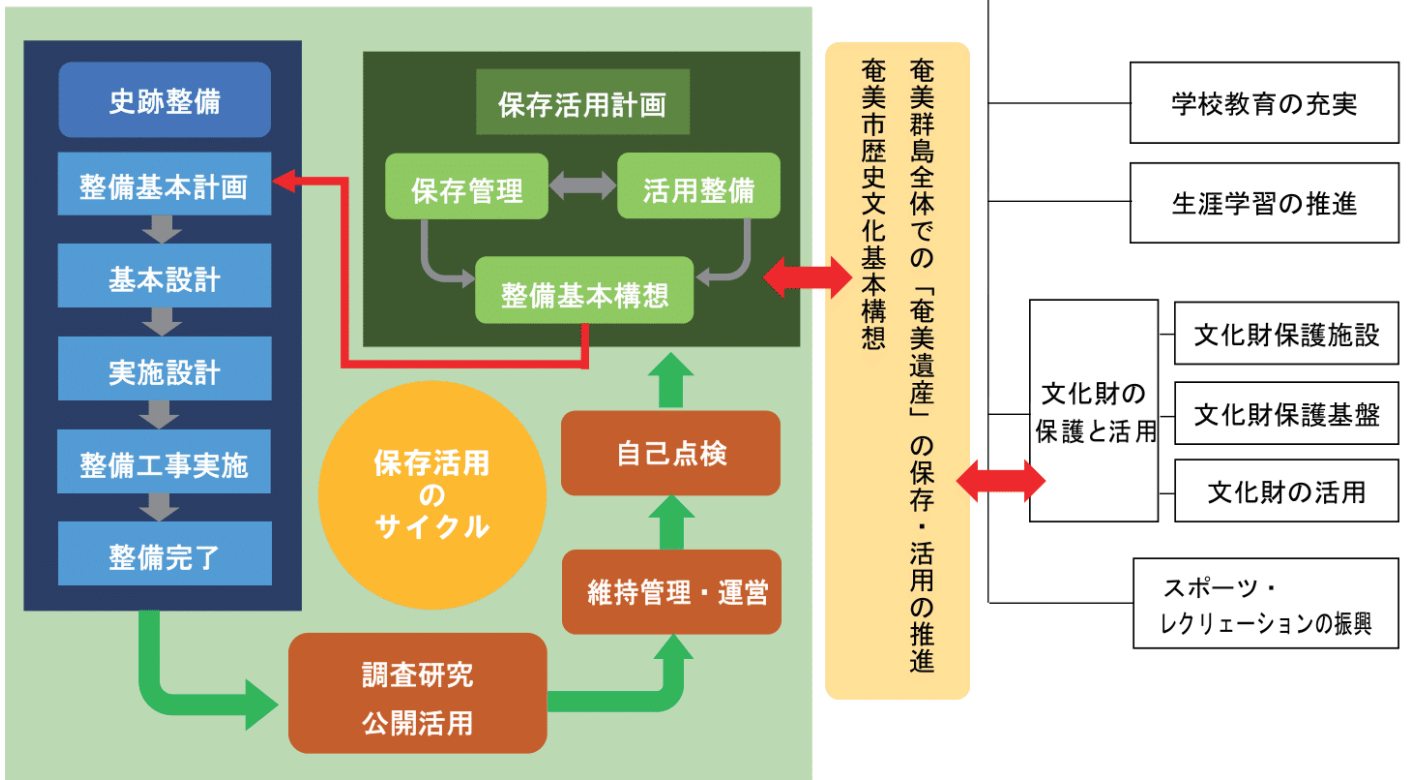 史跡整備
整備基本計画
基本設計
実施設計
整備工事実施
整備完了
保存活用計画
保存管理
活用整備
整備基本構想
保存活用
の
サイクル
自己点検
維持管理・運営
調査研究
公開活用
奄美群島全体での「奄美遺産」の保存・活用の推進
奄美市歴史文化基本構想
学校教育の充実
生涯学習の推進
文化財の
保護と活用
文化財保護施設
文化財保護基盤
文化財の活用
スポーツ・
レクリェーションの振興